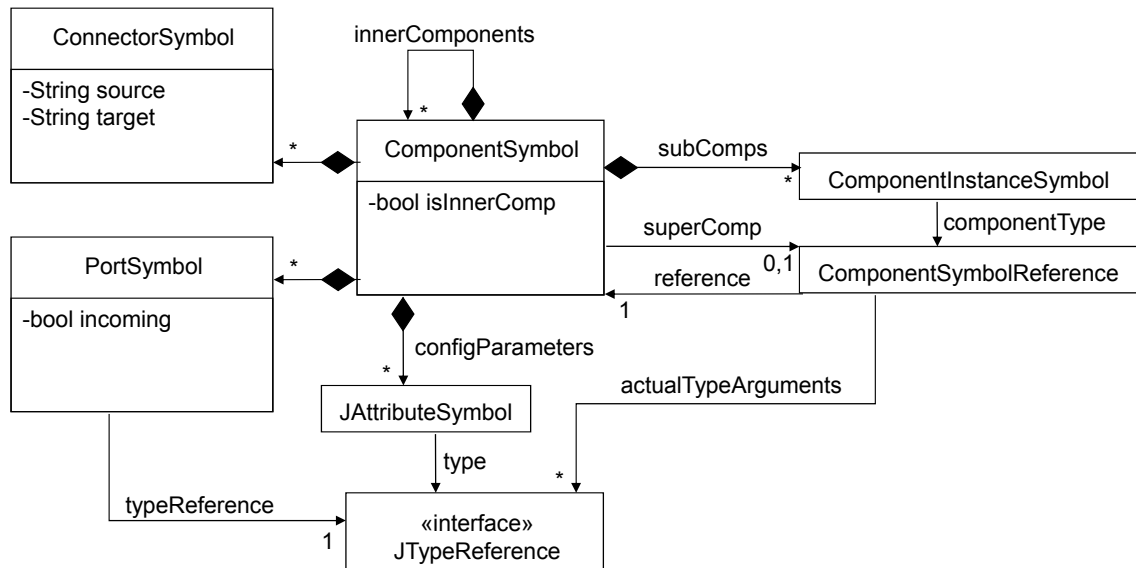 ConnectorSymbol
-String source
-String target
innerComponents
*
*
ComponentSymbol
-bool isInnerComp
subComps
*
ComponentInstanceSymbol
componentType
superComp
0,1
ComponentSymbolReference
reference
1
PortSymbol
-bool incoming
*
configParameters
*
JAttributeSymbol
actualTypeArguments
*
type
typeReference
1
«interface»
JTypeReference